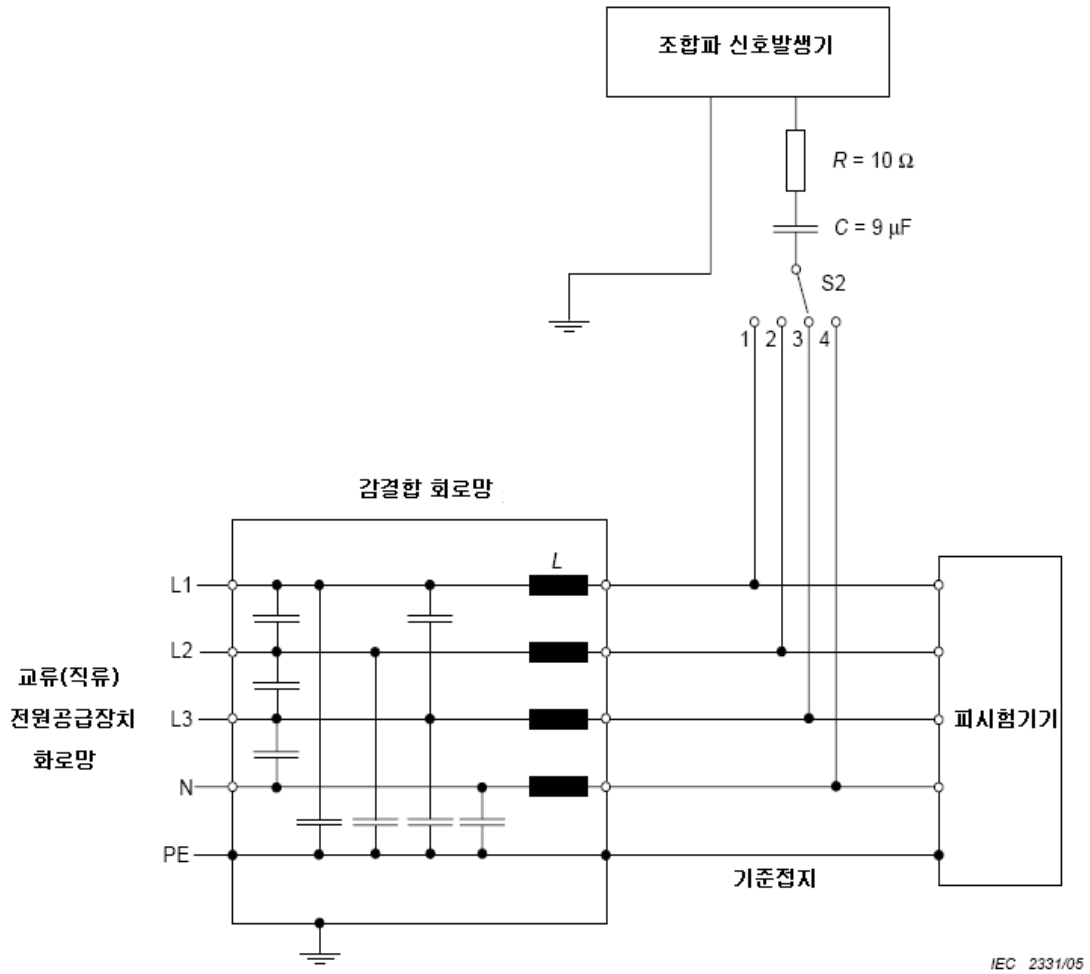 조합파 신호발생기
R = 10 Ω
C = 9 μF
S2
1 2 3 4
감결합 회로망
L
L1
L2
L3
N
PE
교류(직류)
전원공급장치
화로망
피시험기기
기준접지
IEC 2331/05